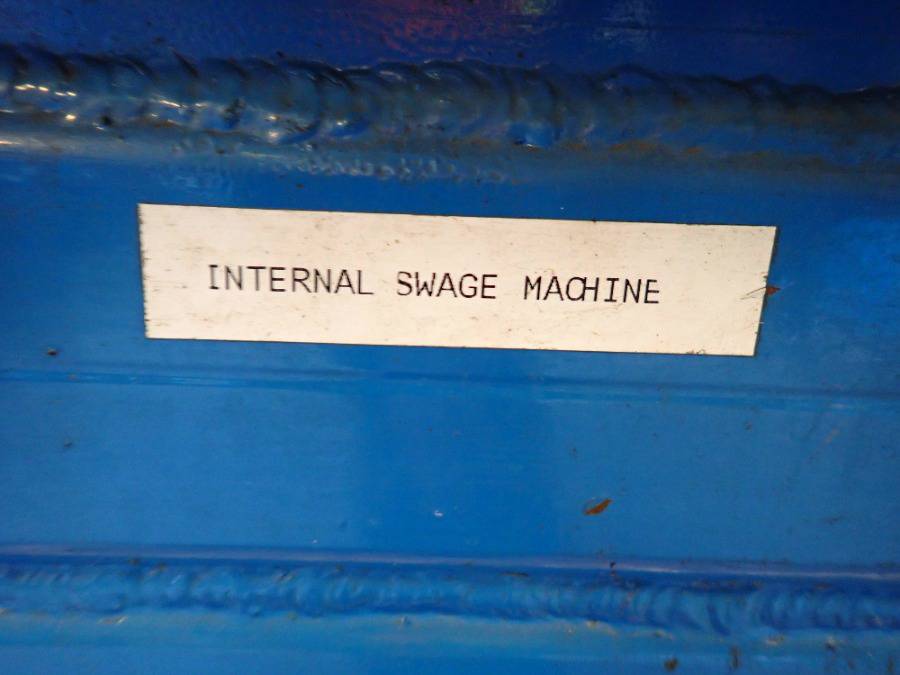 INTERNAL SWAGE MACHINE